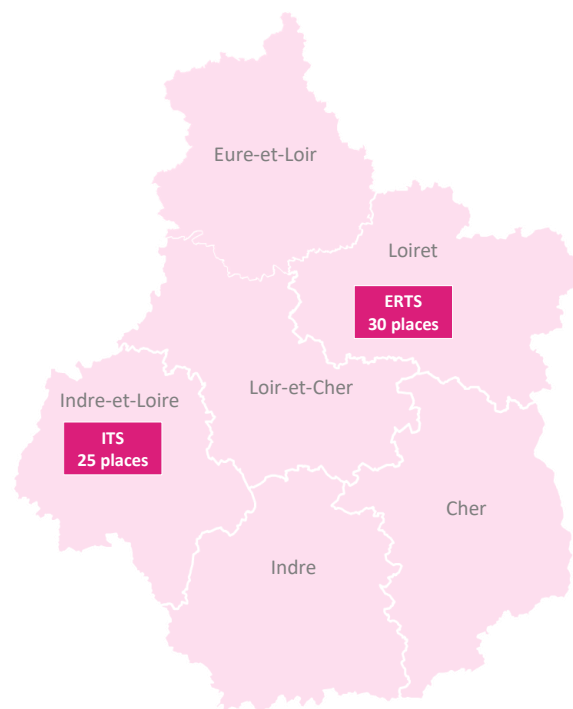 Eure-et-Loir
Loiret
ERTS
30 places
Loir-et-Cher
Indre-et-Loire
ITS
25 places
Cher
Indre